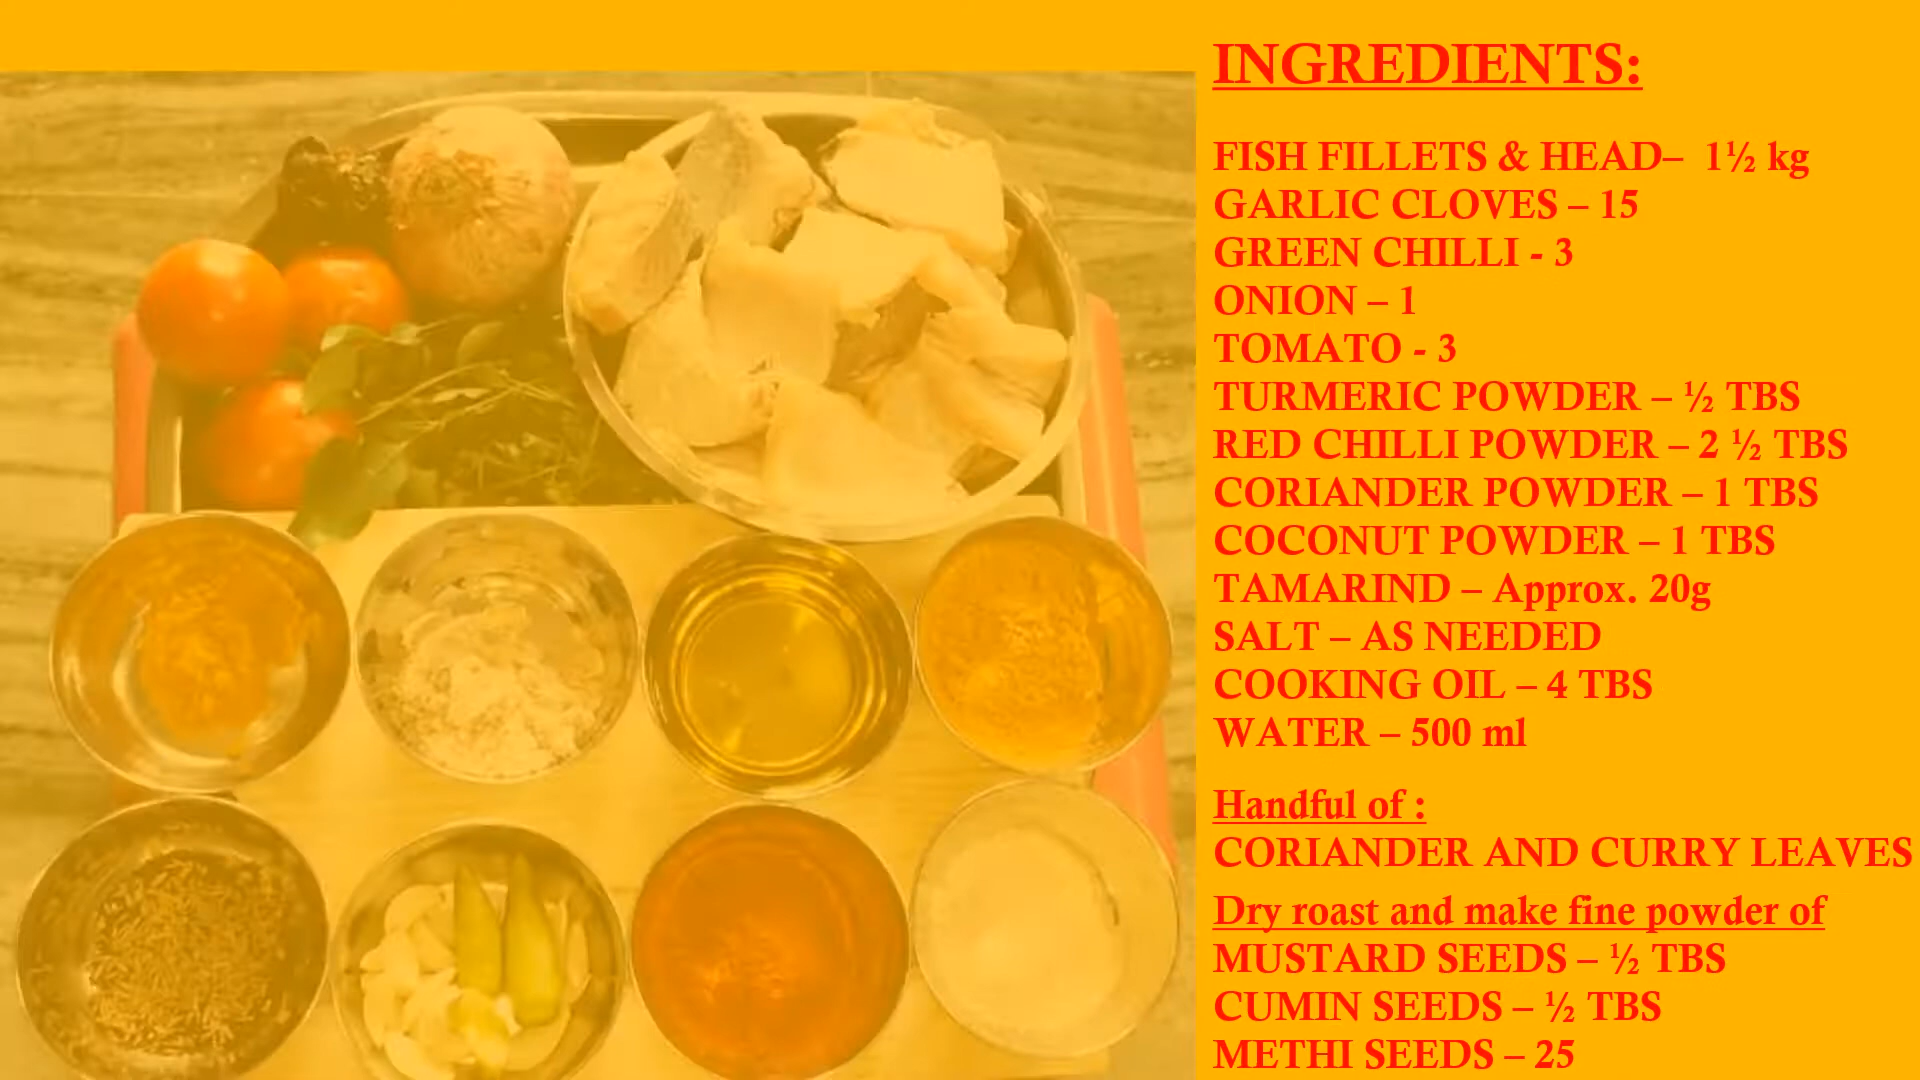 INGREDIENTS:
FISH FILLETS & HEAD– 1½ kg
GARLIC CLOVES – 15
GREEN CHILLI - 3
ONION – 1
TOMATO - 3
TURMERIC POWDER – ½ TBS
RED CHILLI POWDER – 2 ½ TBS
CORIANDER POWDER – 1 TBS
COCONUT POWDER – 1 TBS
TAMARIND – Approx. 20g
SALT – AS NEEDED
COOKING OIL – 4 TBS
WATER – 500 ml
Handful of :
CORIANDER AND CURRY LEAVES
Dry roast and make fine powder of
MUSTARD SEEDS – ½ TBS
CUMIN SEEDS – ½ TBS
METHI SEEDS – 25